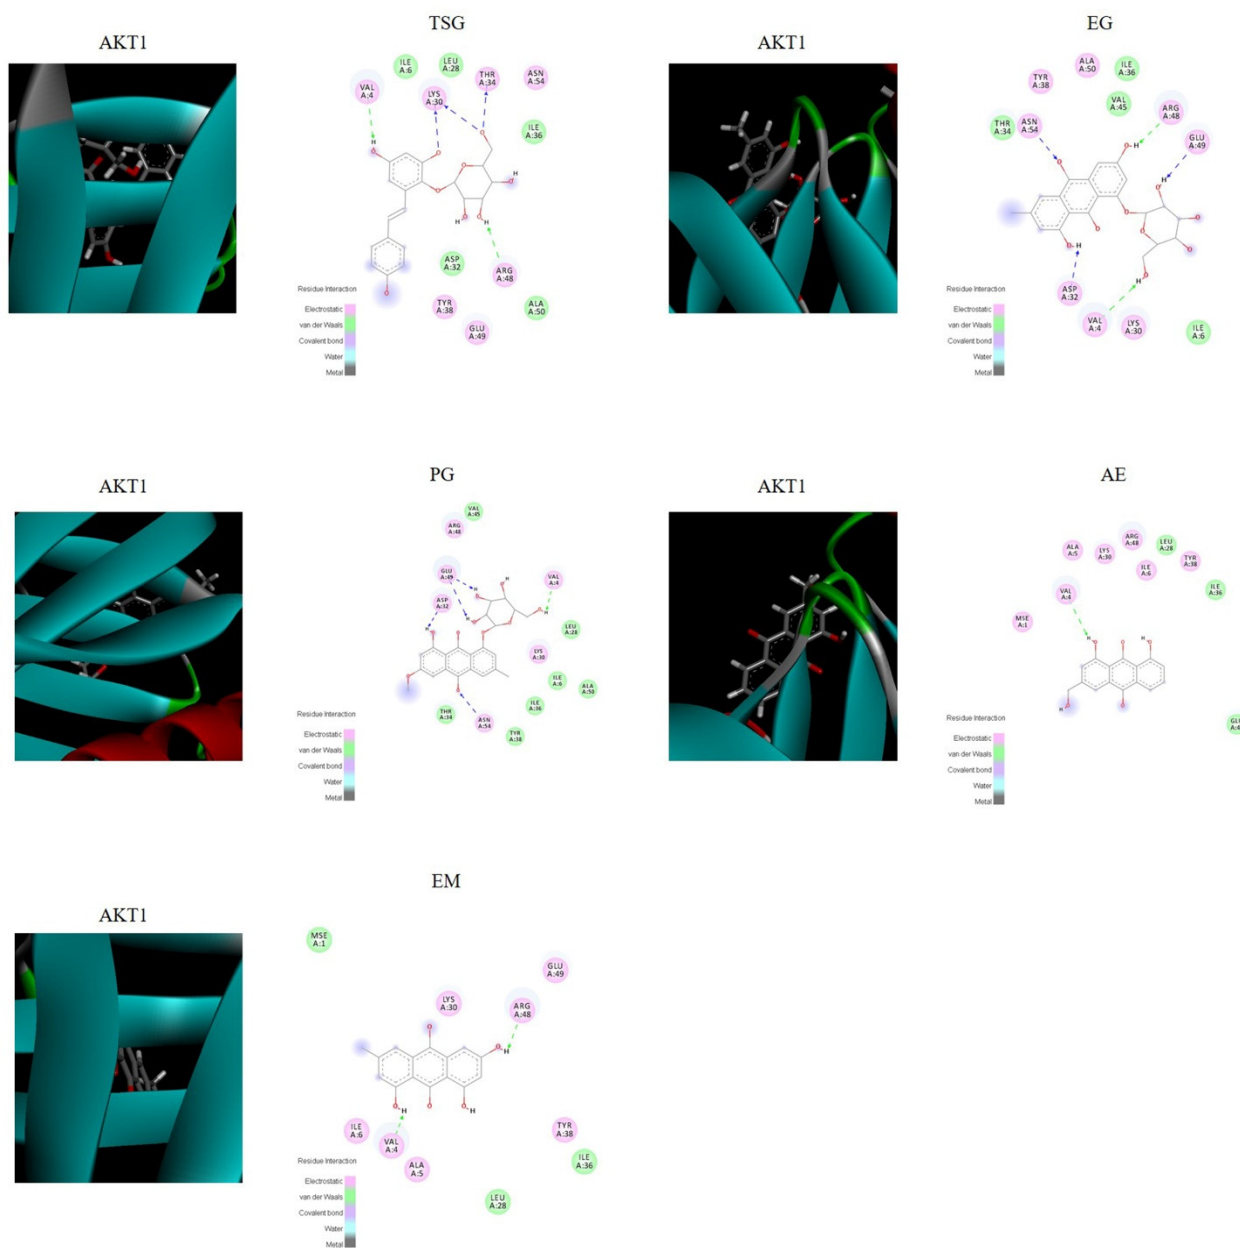 TSG
AKT1
ILE
A:6
LEU
A:28
THR
A:34
ASN
A:54
VAL
A:4
LYS
A:30
ILE
A:36
ASP
A:32
ARG
A:48
TYR
A:38
GLU
A:49
ALA
A:50
O
H
O
O
O
O
O
H
O
H
O
H
O
Residue Interaction
Electrostatic
van der Waals
Covalent bond
Water
Metal
EG
AKT1
ALA
A:50
ILE
A:36
TYR
A:38
VAL
A:45
ARG
A:48
THR
A:34
ASN
A:54
GLU
A:49
ASP
A:32
VAL
A:4
LYS
A:30
ILE
A:6
Residue Interaction
Electrostatic
van der Waals
Covalent bond
Water
Metal
PG
AKT1
VAL
A:45
ARG
A:48
GLU
A:49
VAL
A:4
ASP
A:32
LEU
A:28
LYS
A:30
ILE
A:6
ALA
A:50
ILE
A:36
THR
A:34
ASN
A:54
TYR
A:38
Residue Interaction
Electrostatic
van der Waals
Covalent bond
Water
Metal
AE
AKT1
ARG
A:48
LEU
A:28
ALA
A:5
LYS
A:30
ILE
A:6
TYR
A:38
ILE
A:36
VAL
A:4
MSE
A:1
Residue Interaction
Electrostatic
van der Waals
Covalent bond
Water
Metal
EM
AKT1
MSE
A:1
GLU
A:49
LYS
A:30
ARG
A:48
ILE
A:6
VAL
A:4
ALA
A:5
TYR
A:38
ILE
A:36
LEU
A:28
Residue Interaction
Electrostatic
van der Waals
Covalent bond
Water
Metal